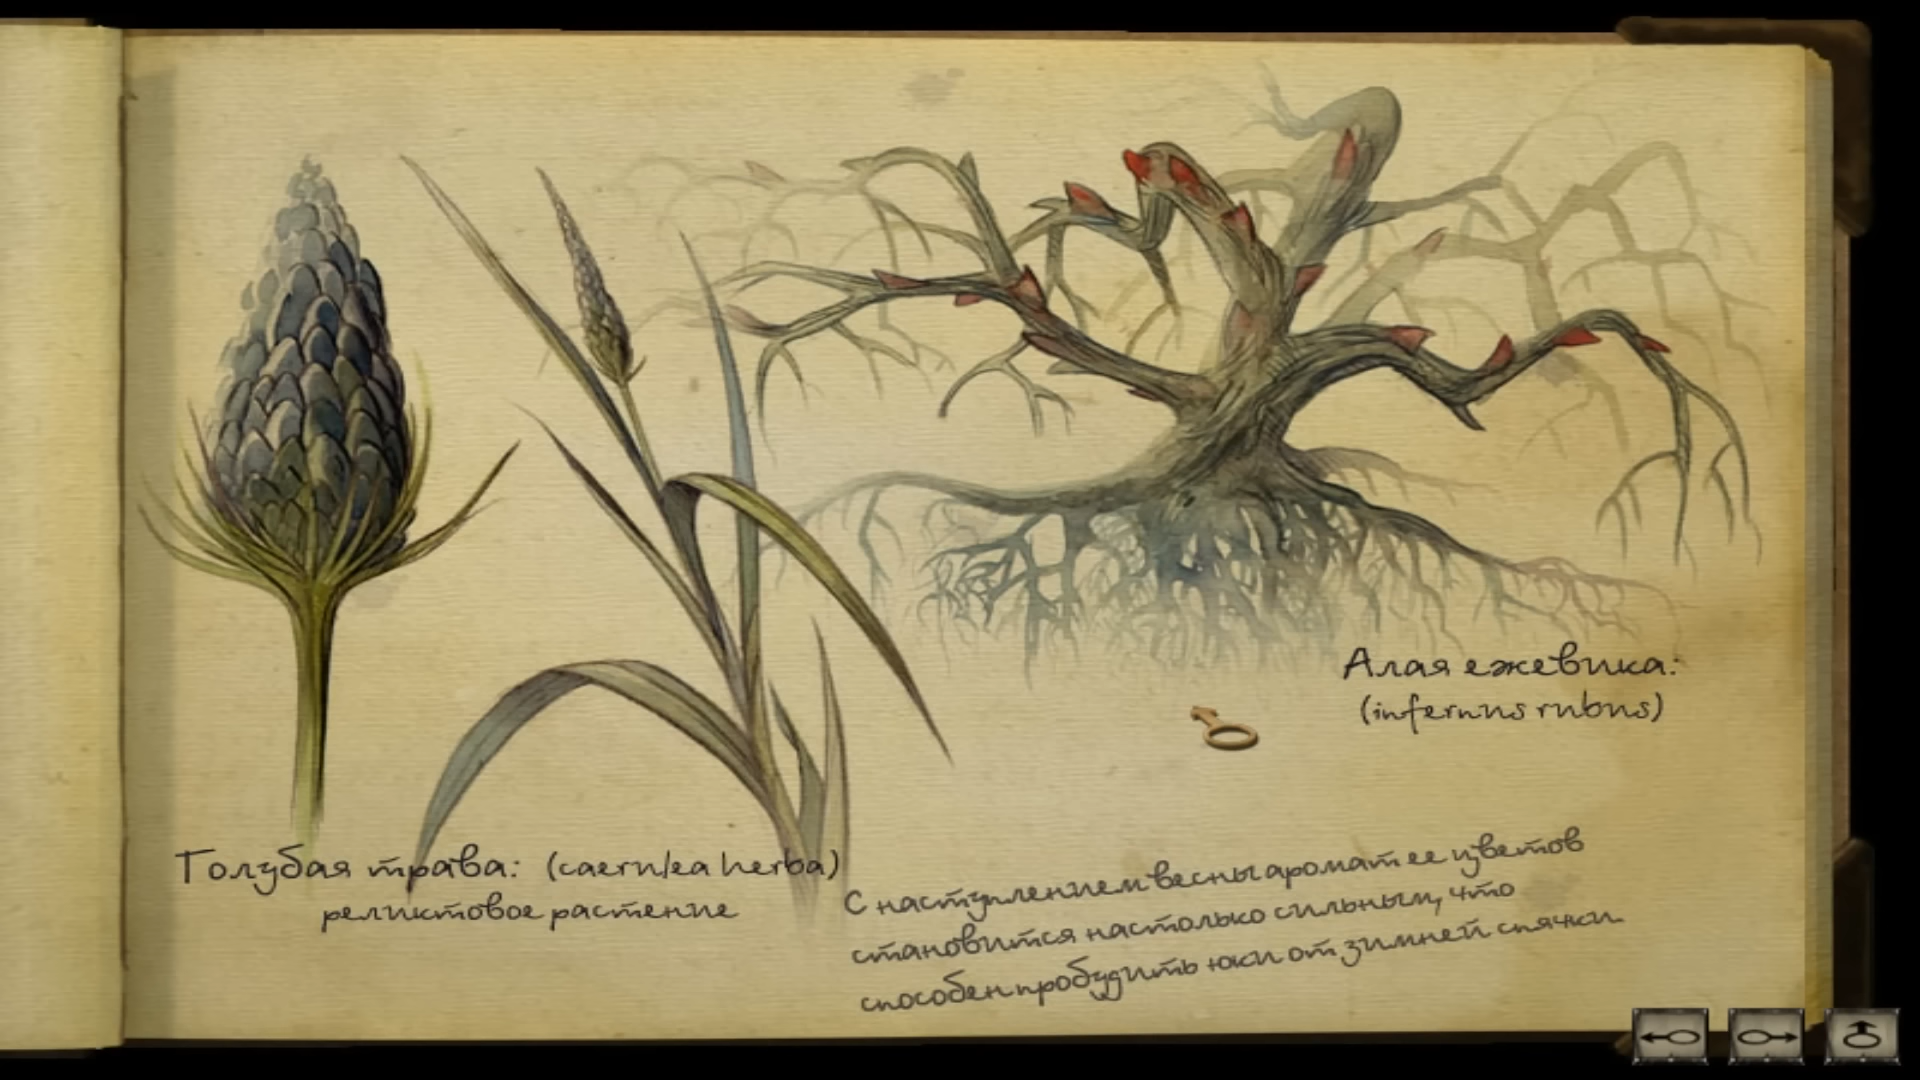 Алая ежевика:
(infernus rubus)
Голубая трава: (caerulea herba)
реликтовое растение
С наступлением весны аромат ее цветов
становится настолько сильным, что
способен пробудить юки от зимней спячки.